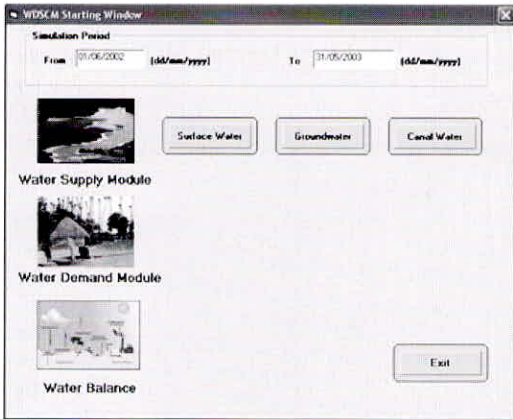 WDSCM Starting Window
Simulation Period
From 01/06/2002 (dd/mm/yyyy) To 31/05/2003 (dd/mm/yyyy)
Surface Water Groundwater Canal Water
Water Supply Module
Water Demand Module
Exit
Water Balance